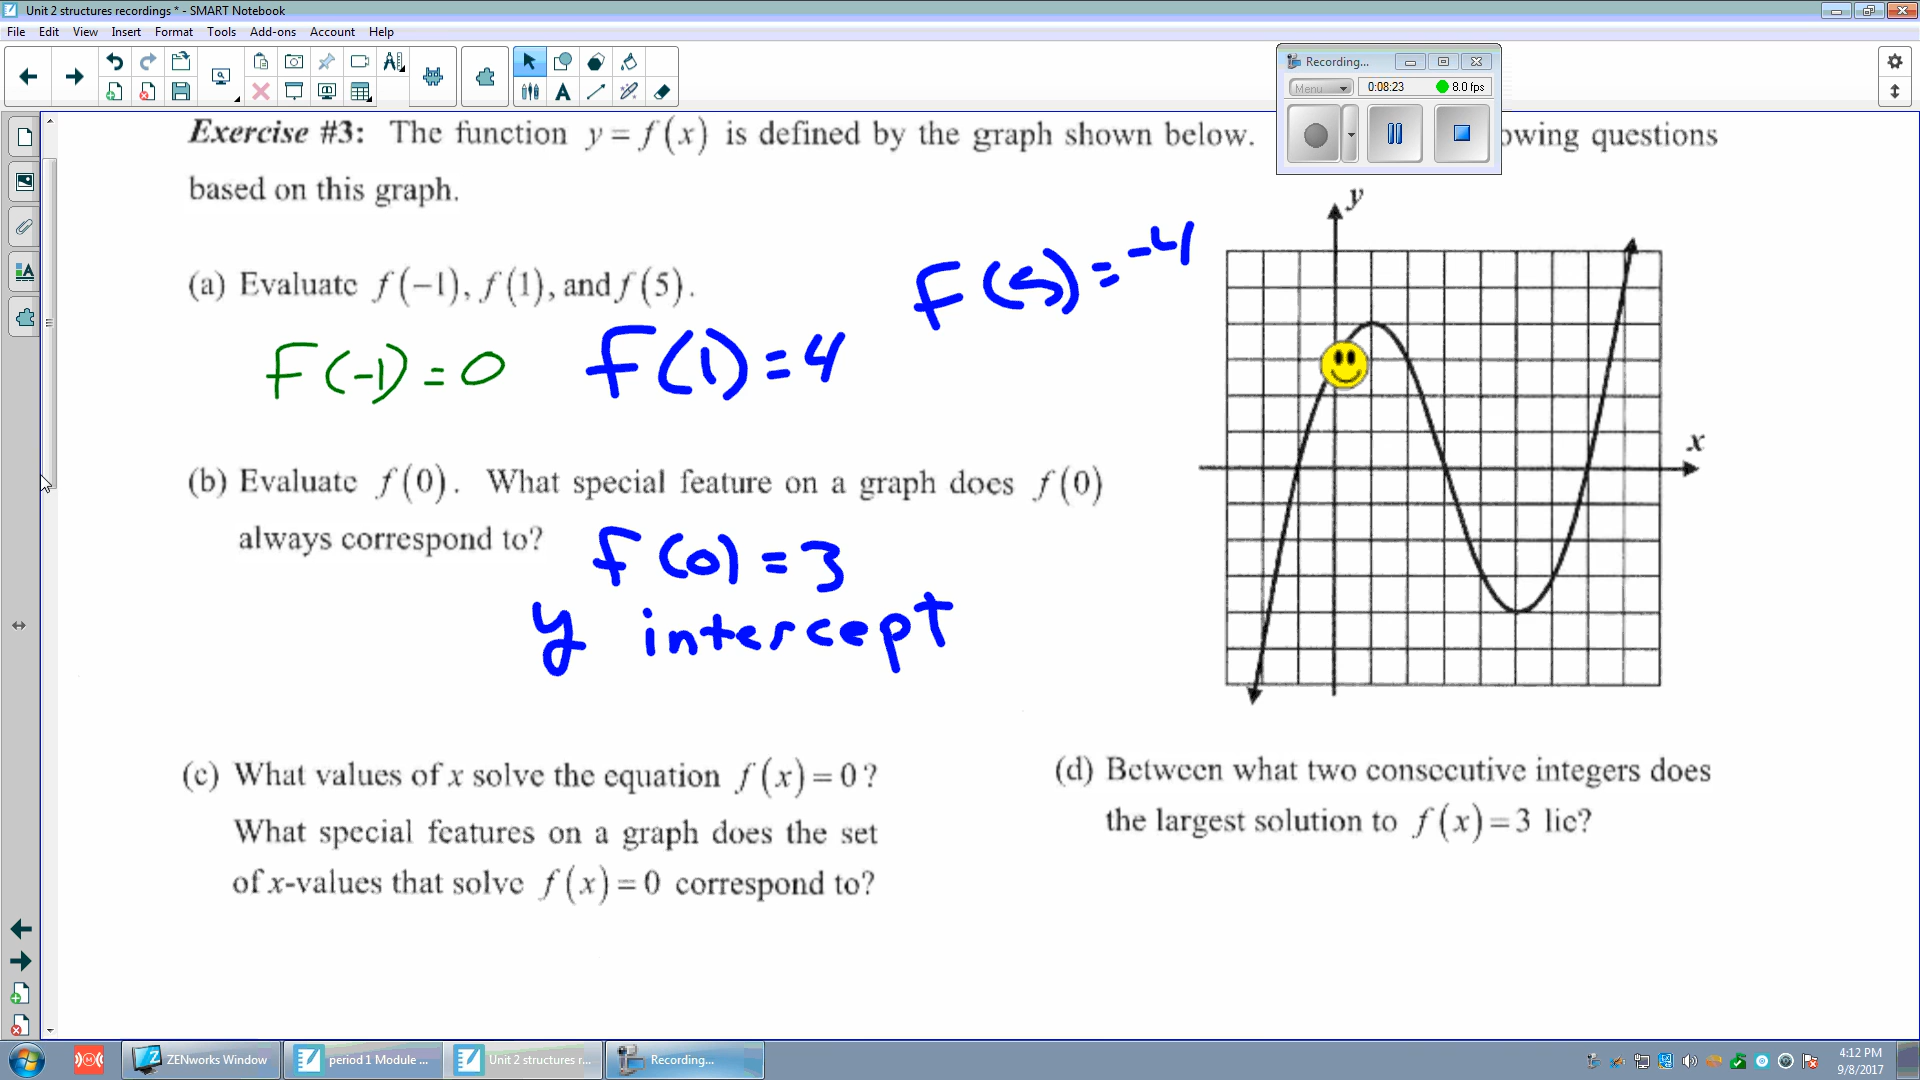 Unit 2 structures recordings * - SMART Notebook
File Edit View Insert Format Tools Add-ons Account Help
Recording...
Menu 0:08:23 8.0 fps
Exercise #3: The function y = f(x) is defined by the graph shown below. owing questions
based on this graph.
y
(a) Evaluate f(−1), f(1), and f(5).
F(5) = -4
F(-1) = 0 F(1) = 4
x
(b) Evaluate f(0). What special feature on a graph does f(0)
always correspond to?
F(0) = 3
y intercept
(c) What values of x solve the equation f(x) = 0?
What special features on a graph does the set
of x-values that solve f(x) = 0 correspond to?
(d) Between what two consecutive integers does
the largest solution to f(x) = 3 lie?
ZENworks Window period 1 Module ... Unit 2 structures r... Recording...
4:12 PM
9/8/2017